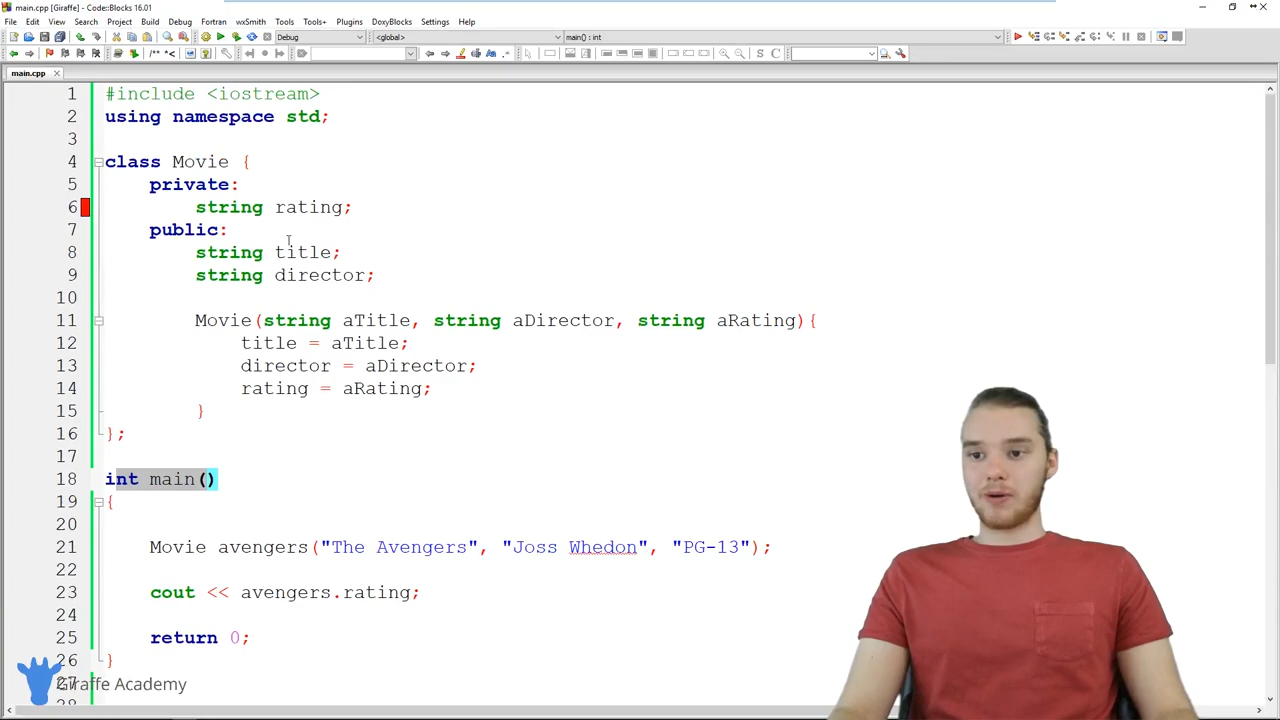 main.cpp [Giraffe] - Code::Blocks 16.01
File Edit View Search Project Build Debug Fortran wxSmith Tools Tools+ Plugins DoxyBlocks Settings Help
Debug <global> main() : int
main.cpp
1 #include <iostream>
2 using namespace std;
3
4 class Movie {
5 private:
6 string rating;
7 public:
8 string title;
9 string director;
10
11 Movie(string aTitle, string aDirector, string aRating){
12 title = aTitle;
13 director = aDirector;
14 rating = aRating;
15 }
16 };
17
18 int main()
19 {
20
21 Movie avengers("The Avengers", "Joss Whedon", "PG-13");
22
23 cout << avengers.rating;
24
25 return 0;
26 }
27
Giraffe Academy